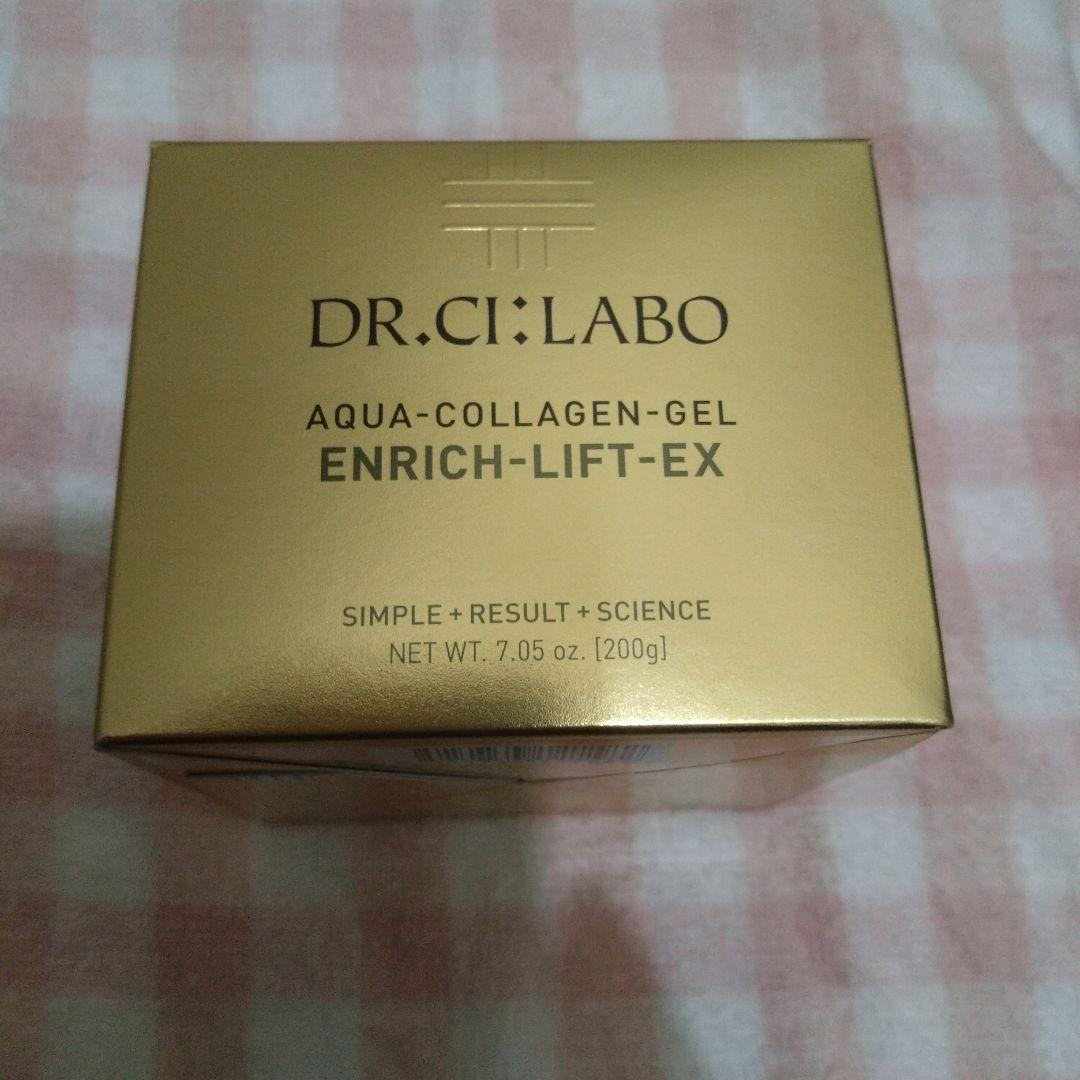 DR.CI:LABO
AQUA-COLLAGEN-GEL
ENRICH-LIFT-EX
SIMPLE + RESULT + SCIENCE
NET WT. 7.05 oz. [200g]